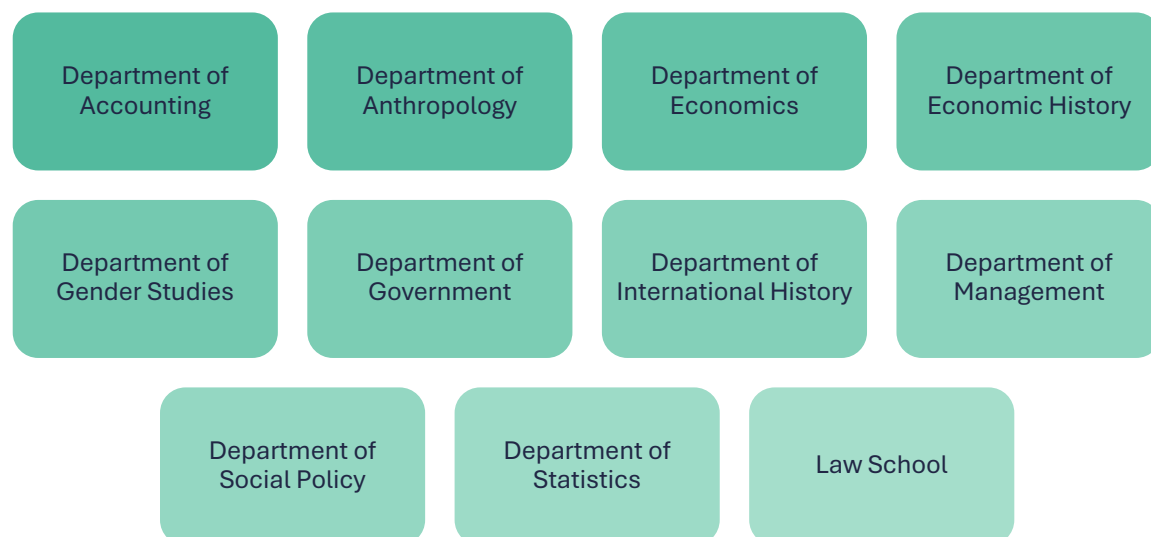 Department of
Accounting
Department of
Anthropology
Department of
Economics
Department of
Economic History
Department of
Gender Studies
Department of
Government
Department of
International History
Department of
Management
Department of
Social Policy
Department of
Statistics
Law School